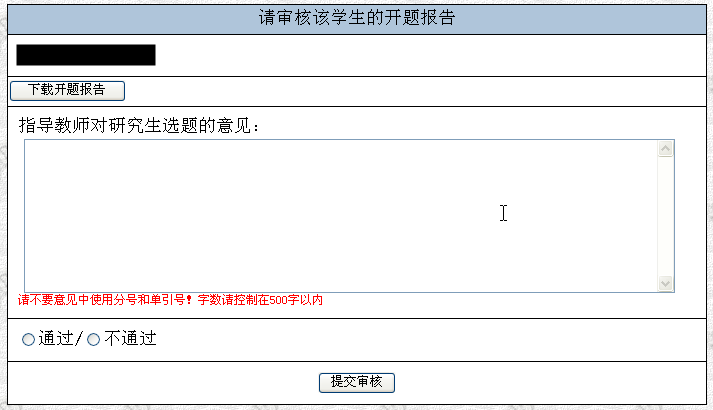 请审核该学生的开题报告
下载开题报告
指导教师对研究生选题的意见：
请不要意见中使用分号和单引号！字数请控制在500字以内
通过/不通过
提交审核